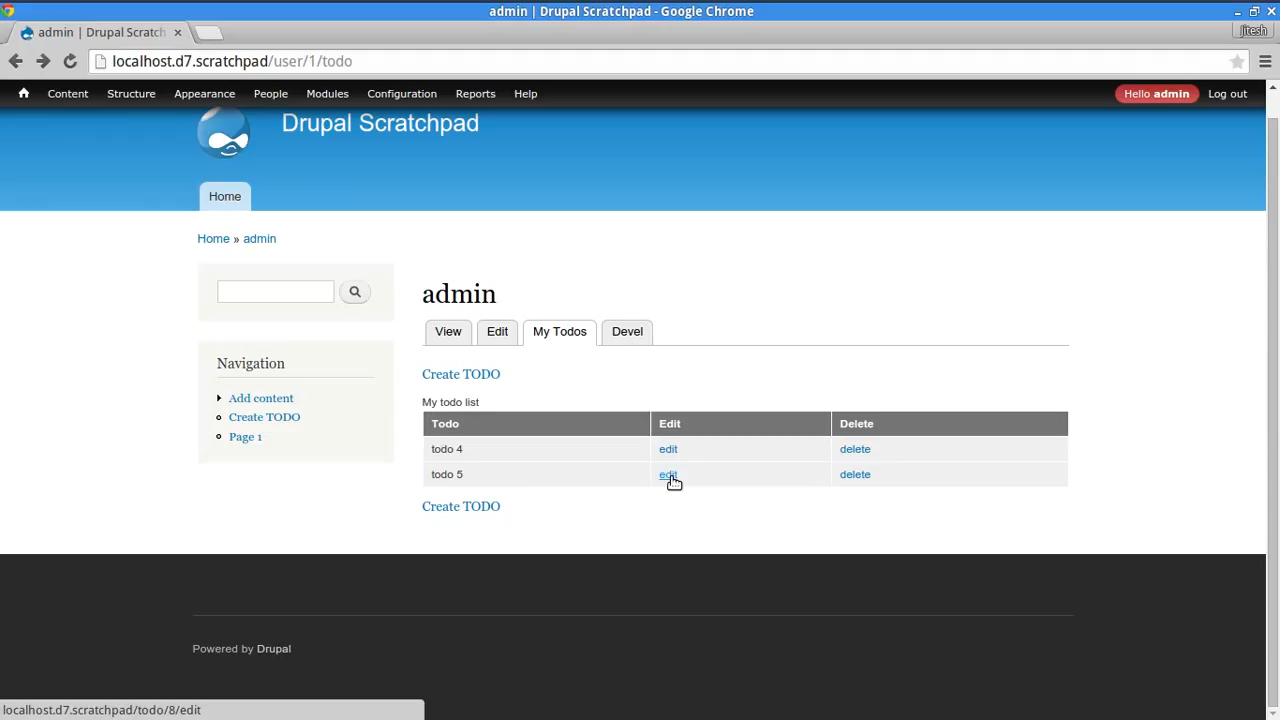 admin | Drupal Scratchpad - Google Chrome
admin | Drupal Scratch
jitesh
localhost.d7.scratchpad/user/1/todo
Content Structure Appearance People Modules Configuration Reports Help Hello admin Log out
Drupal Scratchpad
Home
Home » admin
admin
View Edit My Todos Devel
Navigation
Add content
Create TODO
Page 1
Create TODO
My todo list
Todo Edit Delete
todo 4 edit delete
todo 5 edit delete
Create TODO
Powered by Drupal
localhost.d7.scratchpad/todo/8/edit